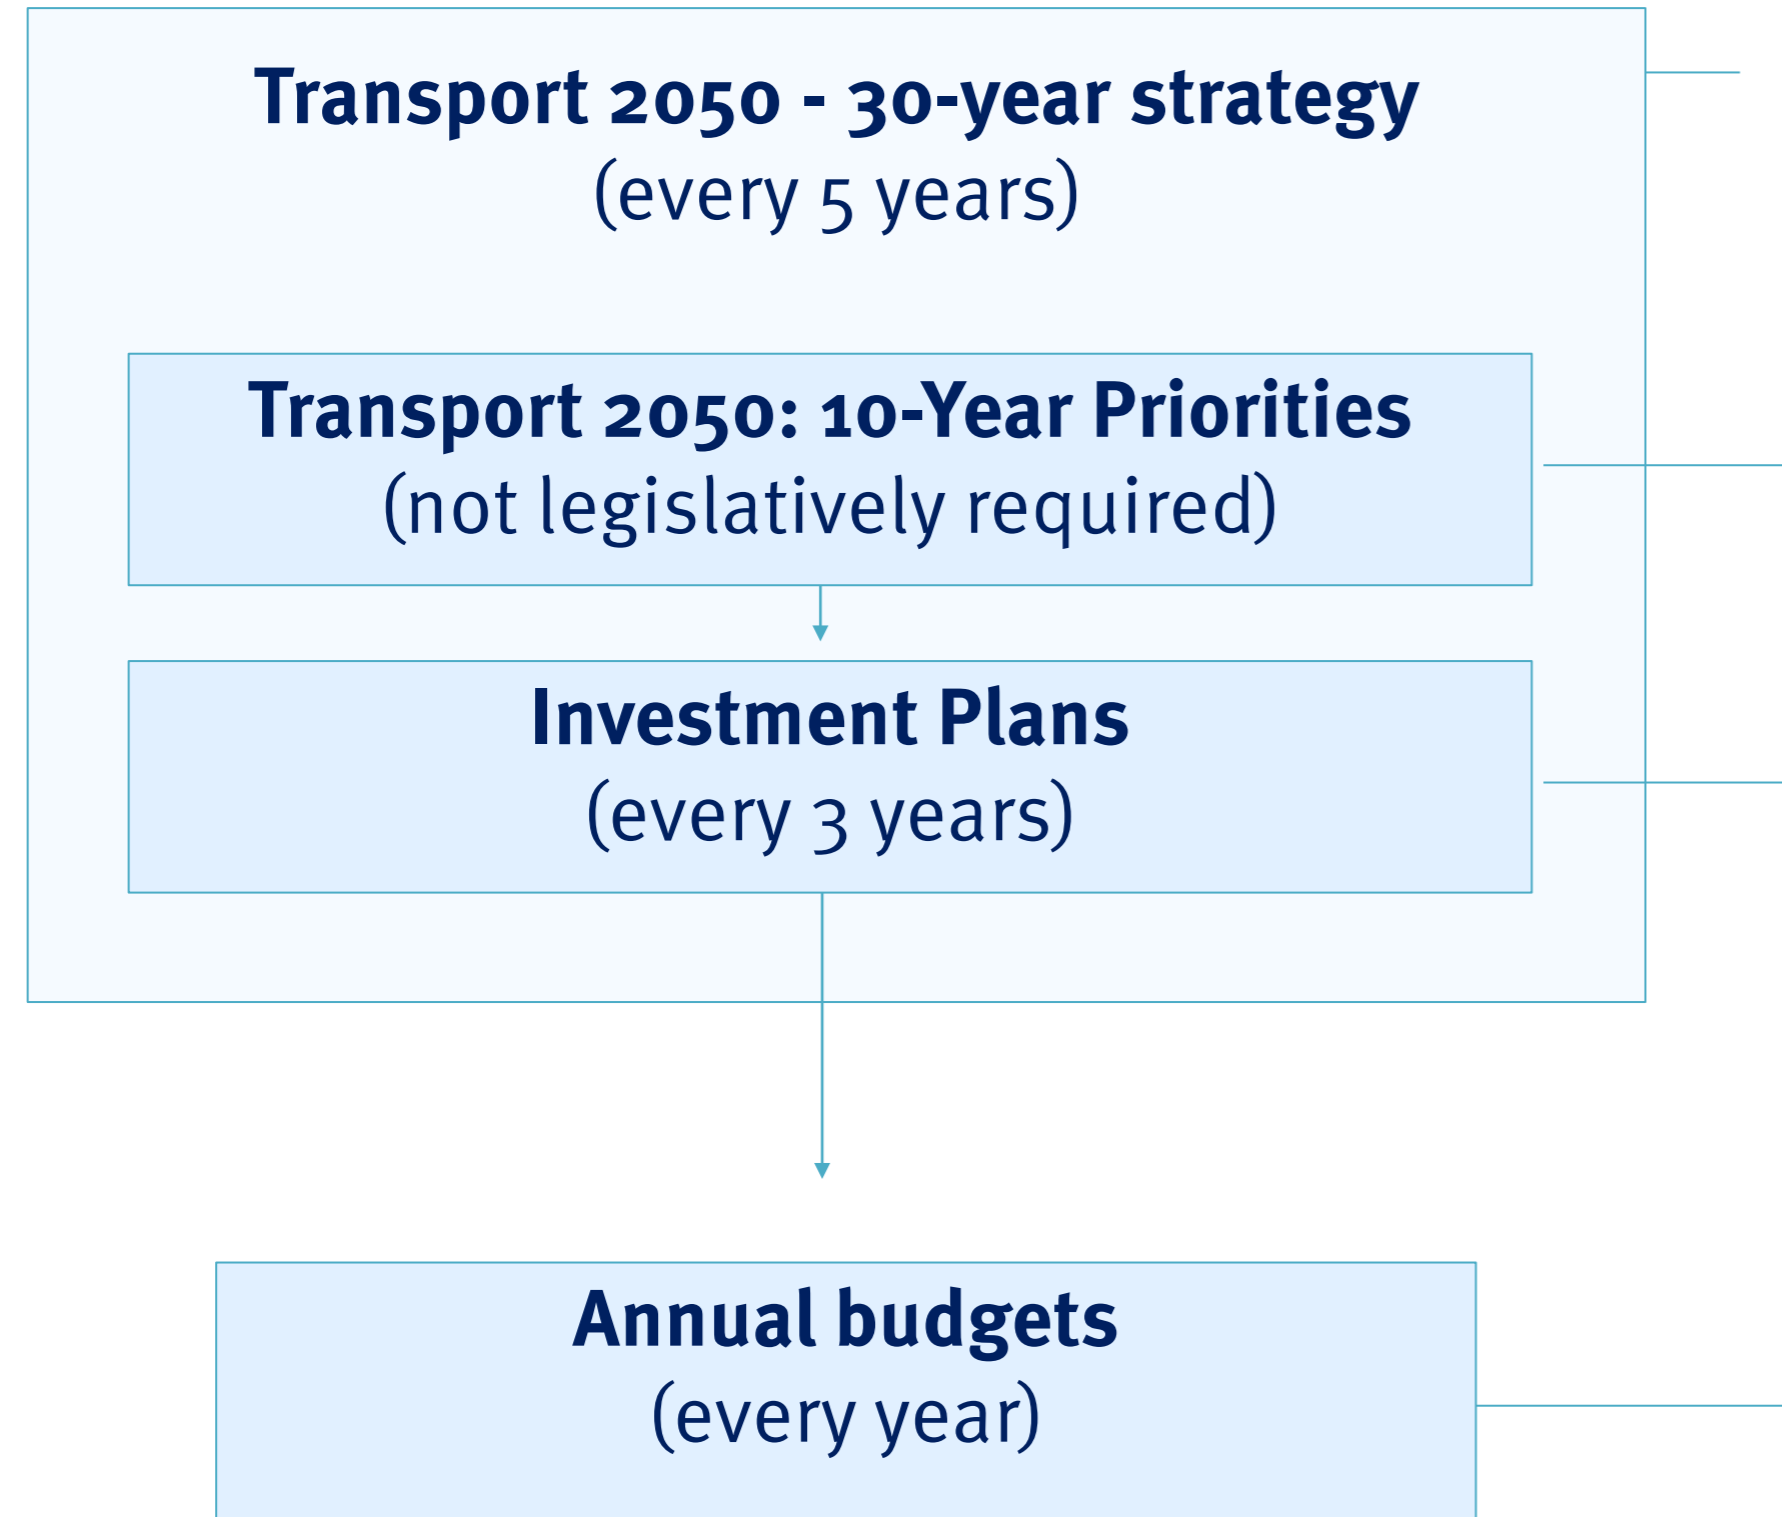 Transport 2050 - 30-year strategy
(every 5 years)
Transport 2050: 10-Year Priorities
(not legislatively required)
Investment Plans
(every 3 years)
Annual budgets
(every year)